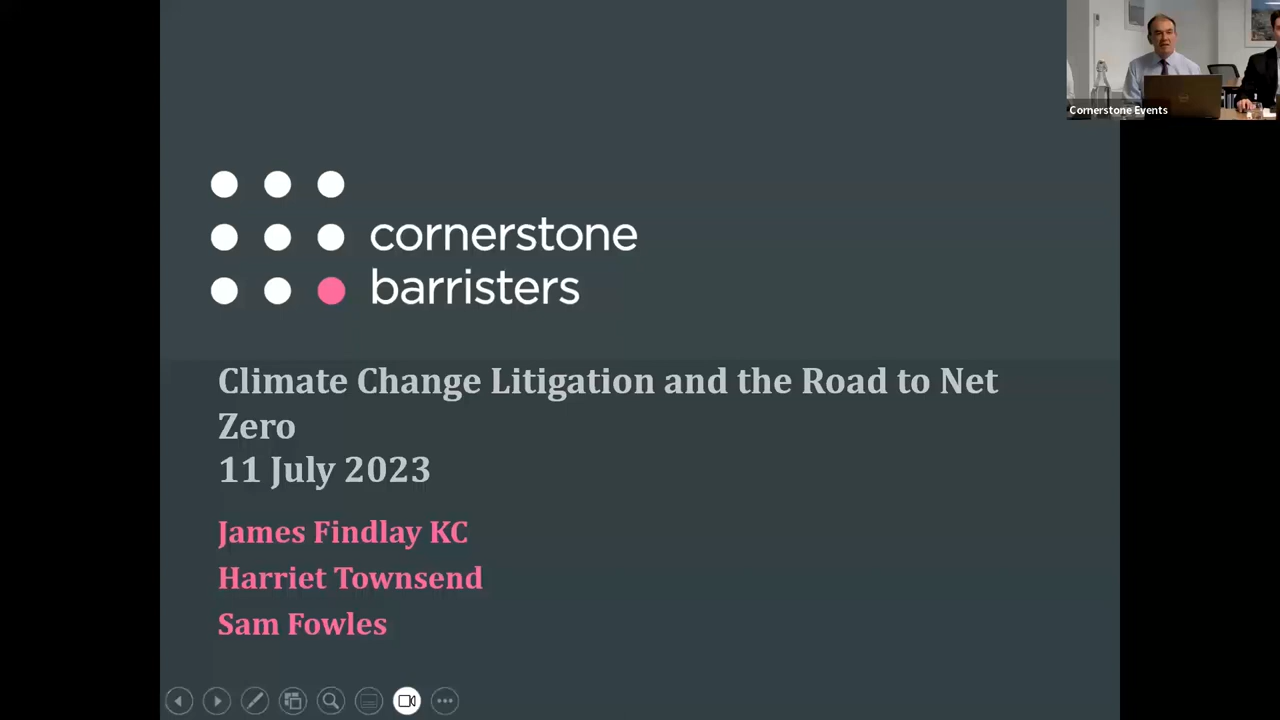 Cornerstone Events
cornerstone
barristers
Climate Change Litigation and the Road to Net
Zero
11 July 2023
James Findlay KC
Harriet Townsend
Sam Fowles